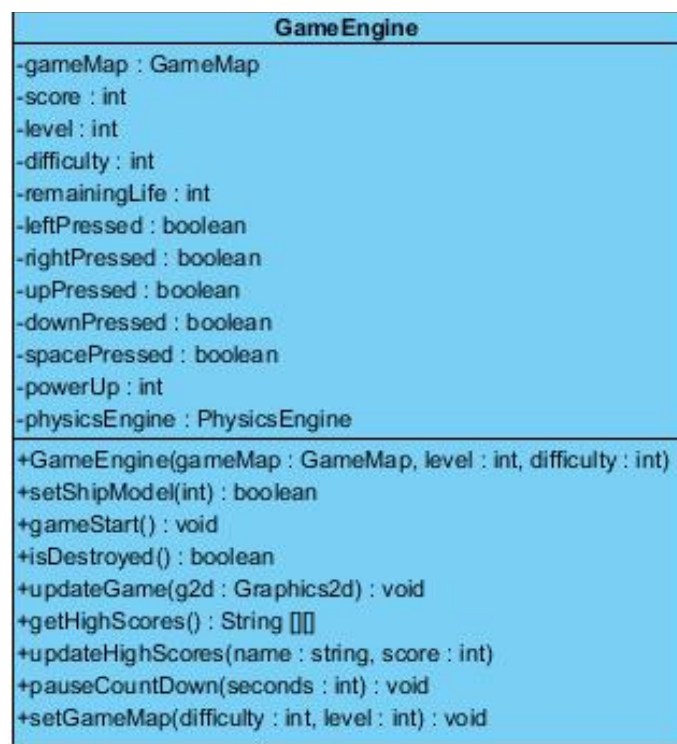 GameEngine
-gameMap : GameMap
-score : int
-level : int
-difficulty : int
-remainingLife : int
-leftPressed : boolean
-rightPressed : boolean
-upPressed : boolean
-downPressed : boolean
-spacePressed : boolean
-powerUp : int
-physicsEngine : PhysicsEngine
+GameEngine(gameMap : GameMap, level : int, difficulty : int)
+setShipModel(int) : boolean
+gameStart() : void
+isDestroyed() : boolean
+updateGame(g2d : Graphics2d) : void
+getHighScores() : String [][]
+updateHighScores(name : string, score : int)
+pauseCountDown(seconds : int) : void
+setGameMap(difficulty : int, level : int) : void